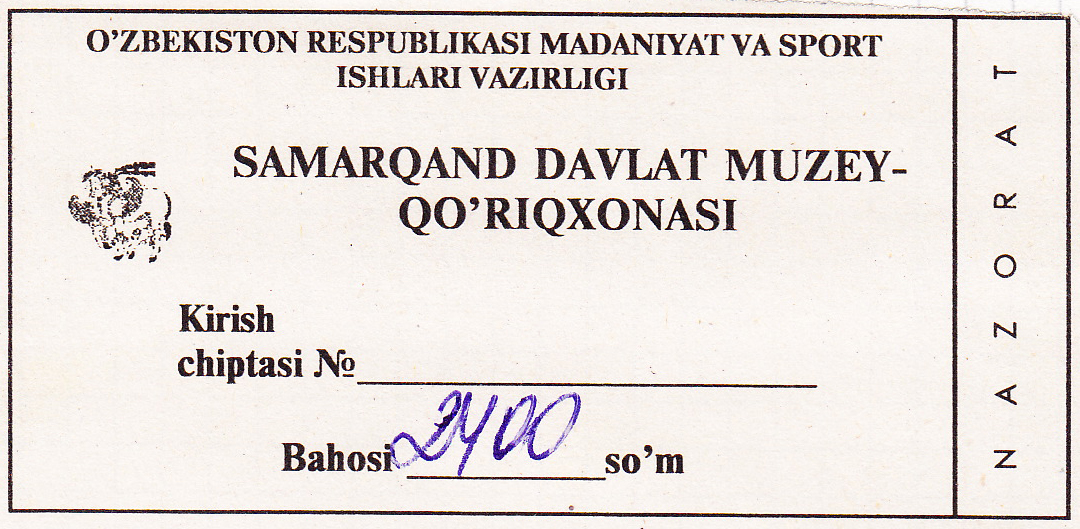 O'ZBEKISTON RESPUBLIKASI MADANIYAT VA SPORT
ISHLARI VAZIRLIGI
SAMARQAND DAVLAT MUZEY-
QO'RIQXONASI
Kirish
chiptasi №
Bahosi 2400 so'm
NAZORAT